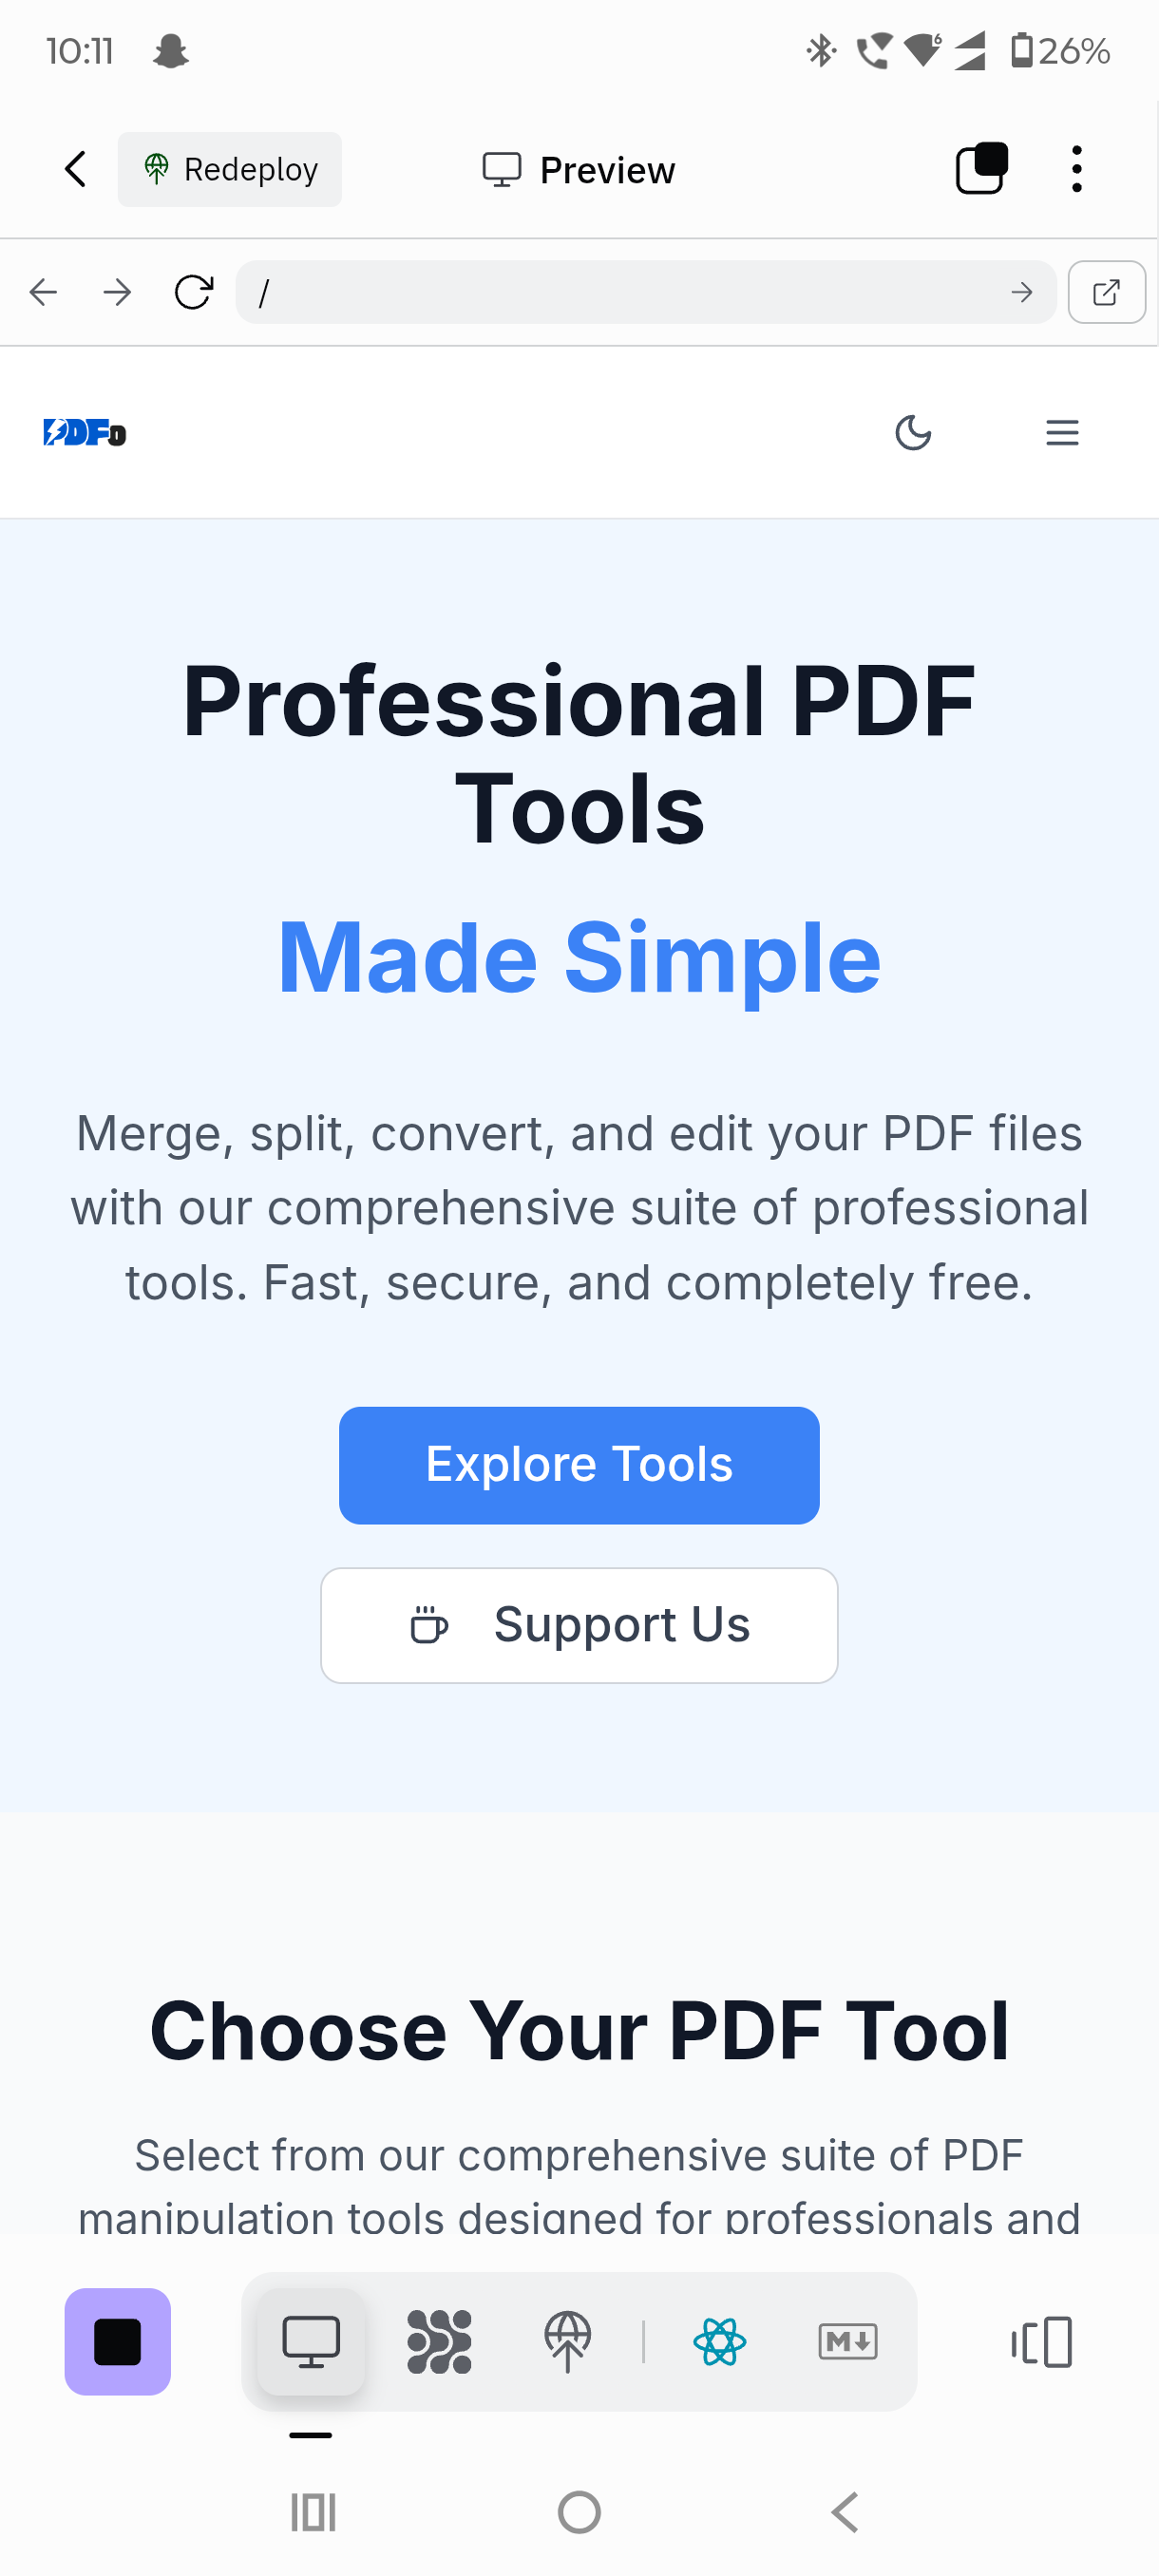 10:11
6
26%
Redeploy
Preview
/
PDFo
Professional PDF
Tools
Made Simple
Merge, split, convert, and edit your PDF files
with our comprehensive suite of professional
tools. Fast, secure, and completely free.
Explore Tools
Support Us
Choose Your PDF Tool
Select from our comprehensive suite of PDF
manipulation tools designed for professionals and
M